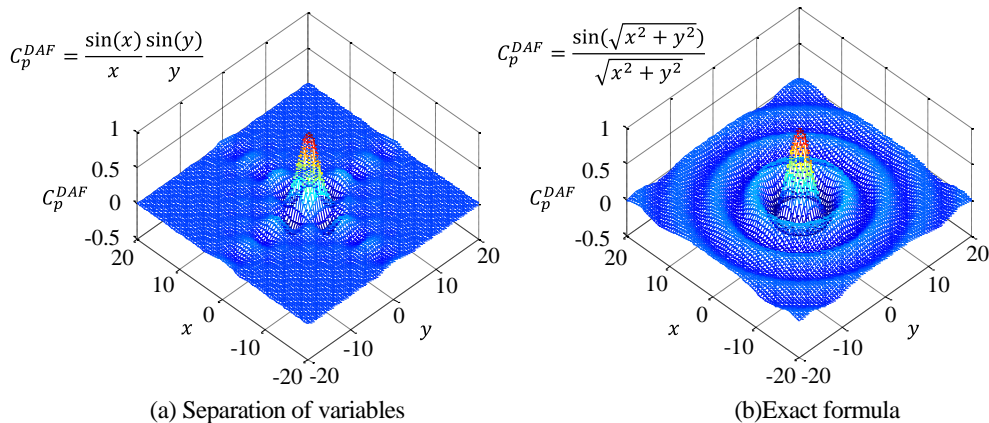 C_p^{DAF} = \frac{\sin(x)}{x} \frac{\sin(y)}{y}
1
0.5
C_p^{DAF}
0
-0.5
20
10
x
0
-10
-20
-20
-10
0
y
10
20
(a) Separation of variables
C_p^{DAF} = \frac{\sin(\sqrt{x^2 + y^2})}{\sqrt{x^2 + y^2}}
1
0.5
C_p^{DAF}
0
-0.5
20
10
x
0
-10
-20
-20
-10
0
y
10
20
(b)Exact formula